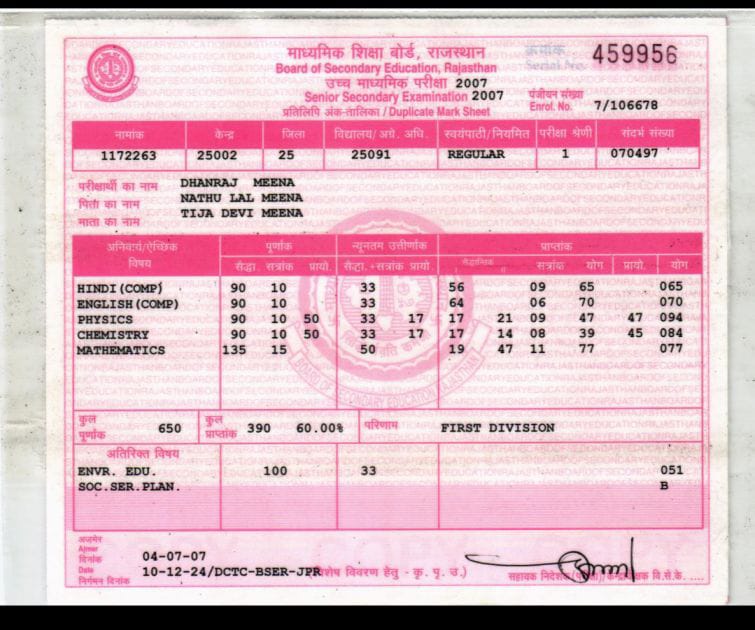 माध्यमिक शिक्षा बोर्ड, राजस्थान
Board of Secondary Education, Rajasthan
उच्च माध्यमिक परीक्षा 2007
Senior Secondary Examination 2007
प्रतिलिपि अंक-तालिका / Duplicate Mark Sheet
क्रमांक 459956
Serial No.
पंजीयन संख्या
Enrol. No. 7/106678
नामांक केन्द्र जिला विद्यालय/ अग्रे. अधि. स्वयंपाठी/नियमित परीक्षा श्रेणी संदर्भ संख्या
1172263 25002 25 25091 REGULAR 1 070497
परीक्षार्थी का नाम DHANRAJ MEENA
पिता का नाम NATHU LAL MEENA
माता का नाम TIJA DEVI MEENA
अनिवार्य/ऐच्छिक विषय पूर्णांक न्यूनतम उत्तीर्णांक प्राप्तांक
सैद्धा. सत्रांक प्रायो. सैद्धा.+सत्रांक प्रायो. सैद्धान्तिक सत्रांक योग प्रायो. योग
HINDI(COMP) 90 10 33 56 09 65 065
ENGLISH(COMP) 90 10 33 64 06 70 070
PHYSICS 90 10 50 33 17 17 21 09 47 47 094
CHEMISTRY 90 10 50 33 17 17 14 08 39 45 084
MATHEMATICS 135 15 50 19 47 11 77 077
कुल पूर्णांक 650 कुल प्राप्तांक 390 60.00% परिणाम FIRST DIVISION
अतिरिक्त विषय
ENVR. EDU. 100 33 051
SOC.SER.PLAN. B
अजमेर
Ajmer
दिनांक 04-07-07
Date
निर्गमन दिनांक 10-12-24/DCTC-BSER-JPR विशेष विवरण हेतु - कृ. पृ. उ.)
सहायक निदेशक
वि.से.के. ....